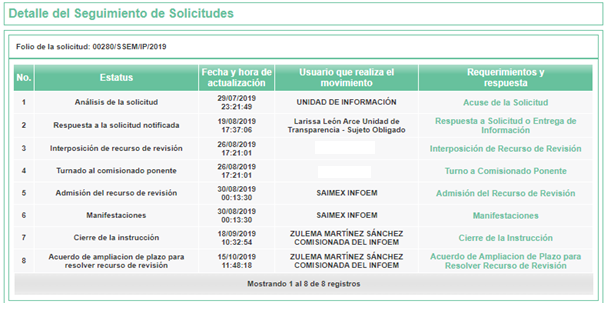 Detalle del Seguimiento de Solicitudes
Folio de la solicitud: 00280/SSEM/IP/2019
No. Estatus Fecha y hora de actualización Usuario que realiza el movimiento Requerimientos y respuesta
1 Análisis de la solicitud 29/07/2019 23:21:49 UNIDAD DE INFORMACIÓN Acuse de la Solicitud
2 Respuesta a la solicitud notificada 19/08/2019 17:37:06 Larissa León Arce Unidad de Transparencia - Sujeto Obligado Respuesta a Solicitud o Entrega de Información
3 Interposición de recurso de revisión 26/08/2019 17:21:01 Interposición de Recurso de Revisión
4 Turnado al comisionado ponente 26/08/2019 17:21:01 Turno a Comisionado Ponente
5 Admisión del recurso de revisión 30/08/2019 00:13:30 SAIMEX INFOEM Admisión del Recurso de Revisión
6 Manifestaciones 30/08/2019 00:13:30 SAIMEX INFOEM Manifestaciones
7 Cierre de la instrucción 18/09/2019 10:32:54 ZULEMA MARTÍNEZ SÁNCHEZ COMISIONADA DEL INFOEM Cierre de la Instrucción
8 Acuerdo de ampliacion de plazo para resolver recurso de revisión 15/10/2019 11:48:18 ZULEMA MARTÍNEZ SÁNCHEZ COMISIONADA DEL INFOEM Acuerdo de Ampliacion de Plazo para Resolver Recurso de Revisión
Mostrando 1 al 8 de 8 registros